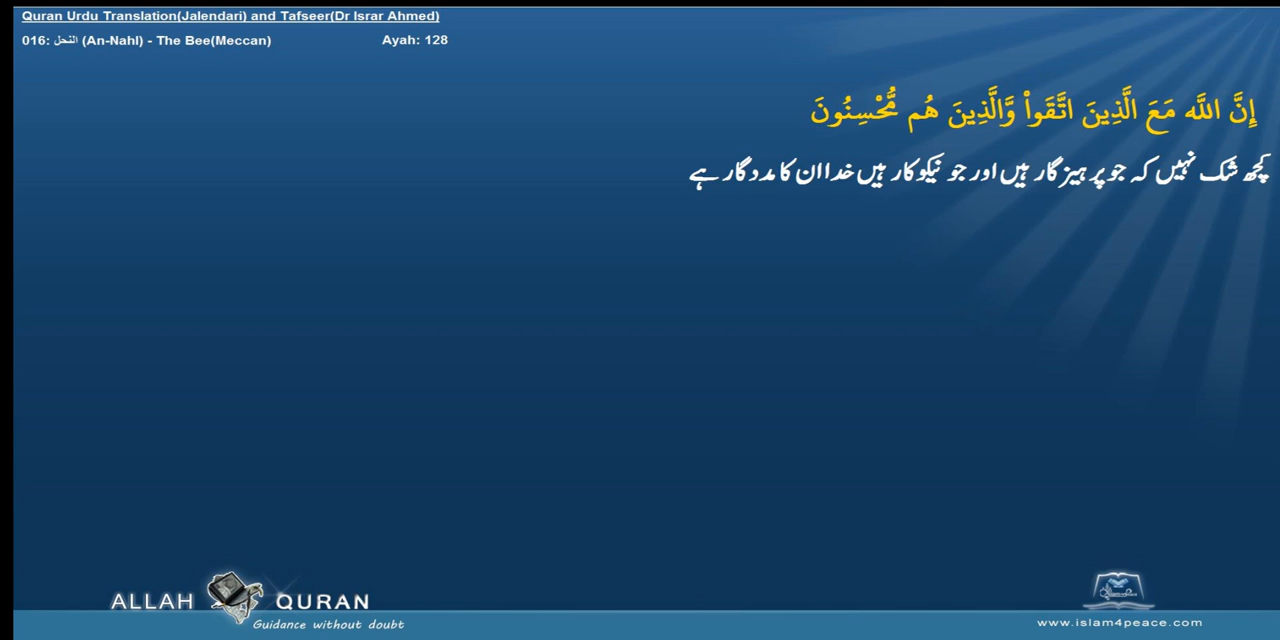 Quran Urdu Translation(Jalendari) and Tafseer(Dr Israr Ahmed)
016: النحل (An-Nahl) - The Bee(Meccan) Ayah: 128
إِنَّ اللّه مَعَ الَّذِينَ اتَّقَواْ وَّالَّذِينَ هُم مُّحْسِنُونَ
کچھ شک نہیں کہ جو پرہیزگار ہیں اور جو نیکوکار ہیں خدا ان کا مددگار ہے
ALLAH QURAN
Guidance without doubt
www.islam4peace.com